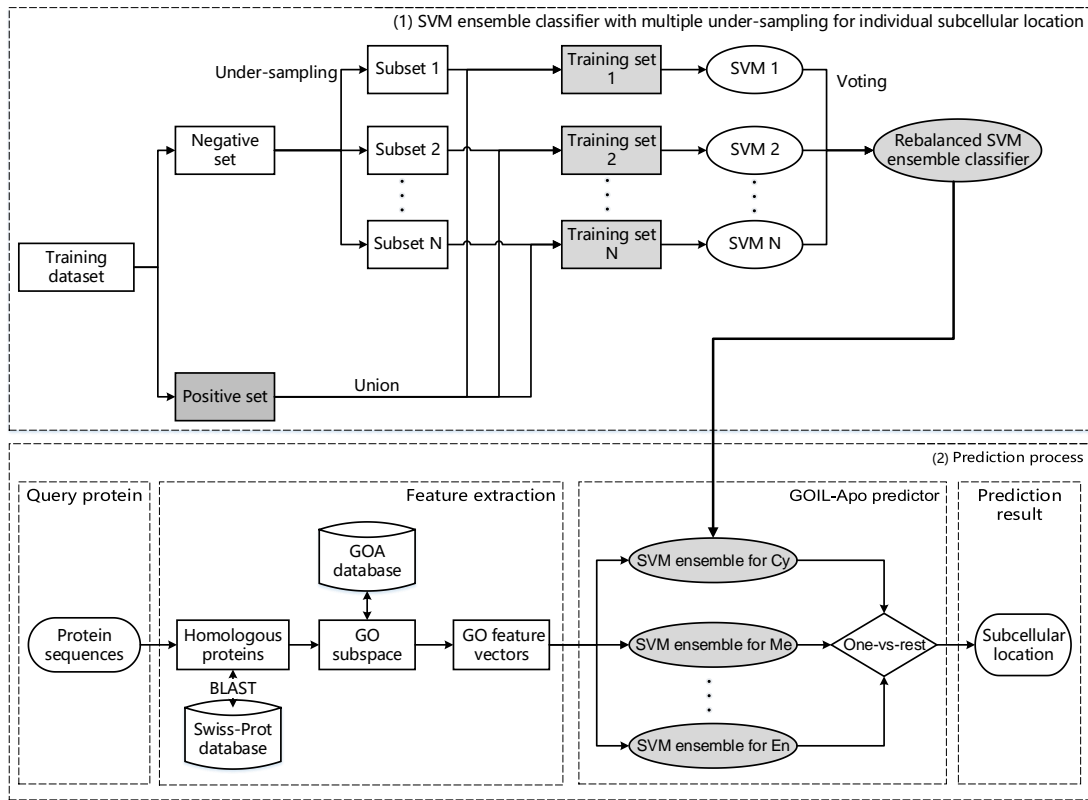 (1) SVM ensemble classifier with multiple under-sampling for individual subcellular location
Under-sampling
Subset 1
Training set
1
SVM 1
Voting
Negative
set
Subset 2
Training set
2
SVM 2
Rebalanced SVM
ensemble classifier
Subset N
Training set
N
SVM N
Training
dataset
Positive set
Union
(2) Prediction process
Query protein
Feature extraction
GOIL-Apo predictor
Prediction
result
GOA
database
SVM ensemble for Cy
Protein
sequences
Homologous
proteins
GO
subspace
GO feature
vectors
SVM ensemble for Me
One-vs-rest
Subcellular
location
BLAST
Swiss-Prot
database
SVM ensemble for En